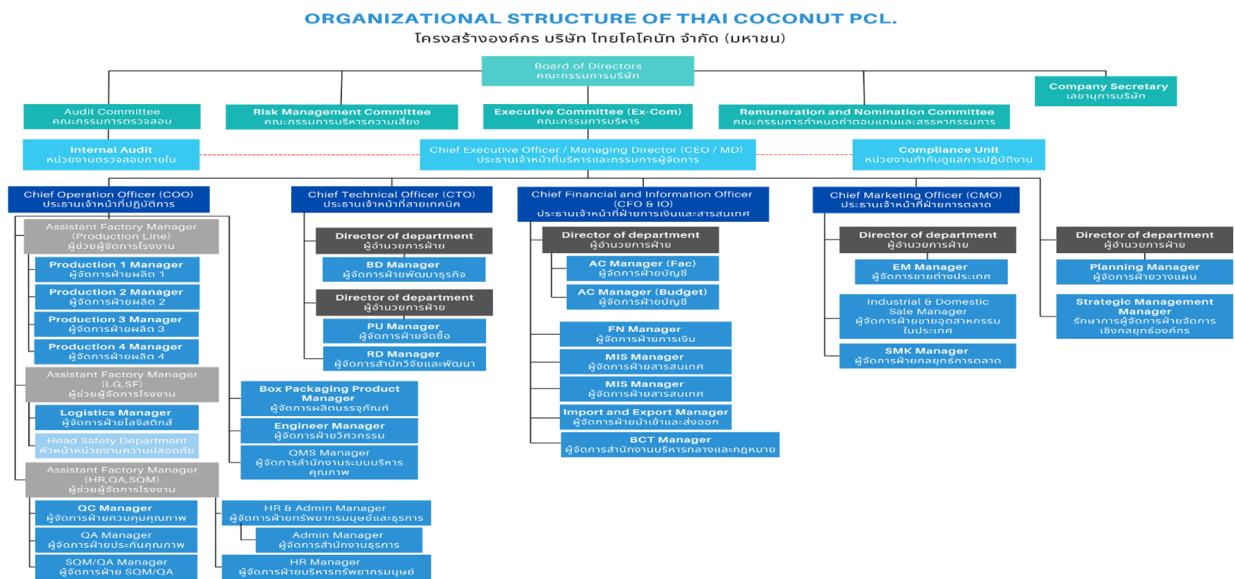 ORGANIZATIONAL STRUCTURE OF THAI COCONUT PCL.
โครงสร้างองค์กร บริษัท ไทยโคโคนัท จำกัด (มหาชน)
Board of Directors
คณะกรรมการบริษัท
Company Secretary
เลขานุการบริษัท
Audit Committee
คณะกรรมการตรวจสอบ
Risk Management Committee
คณะกรรมการบริหารความเสี่ยง
Executive Committee (Ex-Com)
คณะกรรมการบริหาร
Remuneration and Nomination Committee
คณะกรรมการกำหนดค่าตอบแทนและสรรหากรรมการ
Internal Audit
หน่วยงานตรวจสอบภายใน
Chief Executive Officer / Managing Director (CEO / MD)
ประธานเจ้าหน้าที่บริหารและกรรมการผู้จัดการ
Compliance Unit
หน่วยงานกำกับดูแลการปฏิบัติงาน
Chief Operation Officer (COO)
ประธานเจ้าหน้าที่ปฏิบัติการ
Assistant Factory Manager
(Production Line)
ผู้ช่วยผู้จัดการโรงงาน
Production 1 Manager
ผู้จัดการฝ่ายผลิต 1
Production 2 Manager
ผู้จัดการฝ่ายผลิต 2
Production 3 Manager
ผู้จัดการฝ่ายผลิต 3
Production 4 Manager
ผู้จัดการฝ่ายผลิต 4
Assistant Factory Manager
(LG,SF)
ผู้ช่วยผู้จัดการโรงงาน
Logistics Manager
ผู้จัดการฝ่ายโลจิสติกส์
Head Safety Department
หัวหน้าหน่วยงานความปลอดภัย
Assistant Factory Manager
(HR,QA,SQM)
ผู้ช่วยผู้จัดการโรงงาน
QC Manager
ผู้จัดการฝ่ายควบคุมคุณภาพ
QA Manager
ผู้จัดการฝ่ายประกันคุณภาพ
SQM/QA Manager
ผู้จัดการฝ่าย SQM/QA
HR & Admin Manager
ผู้จัดการฝ่ายทรัพยากรมนุษย์และธุรการ
Admin Manager
ผู้จัดการสำนักงานธุรการ
HR Manager
ผู้จัดการฝ่ายบริหารทรัพยากรมนุษย์
Box Packaging Product
Manager
ผู้จัดการผลิตบรรจุภัณฑ์
Engineer Manager
ผู้จัดการฝ่ายวิศวกรรม
QMS Manager
ผู้จัดการสำนักงานระบบบริหาร
คุณภาพ
Chief Technical Officer (CTO)
ประธานเจ้าหน้าที่สายเทคนิค
Director of department
ผู้อำนวยการฝ่าย
BD Manager
ผู้จัดการฝ่ายพัฒนาธุรกิจ
Director of department
ผู้อำนวยการฝ่าย
PU Manager
ผู้จัดการฝ่ายจัดซื้อ
RD Manager
ผู้จัดการสำนักวิจัยและพัฒนา
Chief Financial and Information Officer
(CFO & IO)
ประธานเจ้าหน้าที่ฝ่ายการเงินและสารสนเทศ
Director of department
ผู้อำนวยการฝ่าย
AC Manager (Fac)
ผู้จัดการฝ่ายบัญชี
AC Manager (Budget)
ผู้จัดการฝ่ายบัญชี
FN Manager
ผู้จัดการฝ่ายการเงิน
MIS Manager
ผู้จัดการฝ่ายสารสนเทศ
MIS Manager
ผู้จัดการฝ่ายสารสนเทศ
Import and Export Manager
ผู้จัดการฝ่ายนำเข้าและส่งออก
BCT Manager
ผู้จัดการสำนักงานบริหารกลางและกฎหมาย
Chief Marketing Officer (CMO)
ประธานเจ้าหน้าที่ฝ่ายการตลาด
Director of department
ผู้อำนวยการฝ่าย
EM Manager
ผู้จัดการขายต่างประเทศ
Industrial & Domestic
Sale Manager
ผู้จัดการฝ่ายขายอุตสาหกรรม
ในประเทศ
SMK Manager
ผู้จัดการฝ่ายกลยุทธ์การตลาด
Director of department
ผู้อำนวยการฝ่าย
Planning Manager
ผู้จัดการฝ่ายวางแผน
Strategic Management
Manager
รักษาการผู้จัดการฝ่ายจัดการ
เชิงกลยุทธ์องค์กร